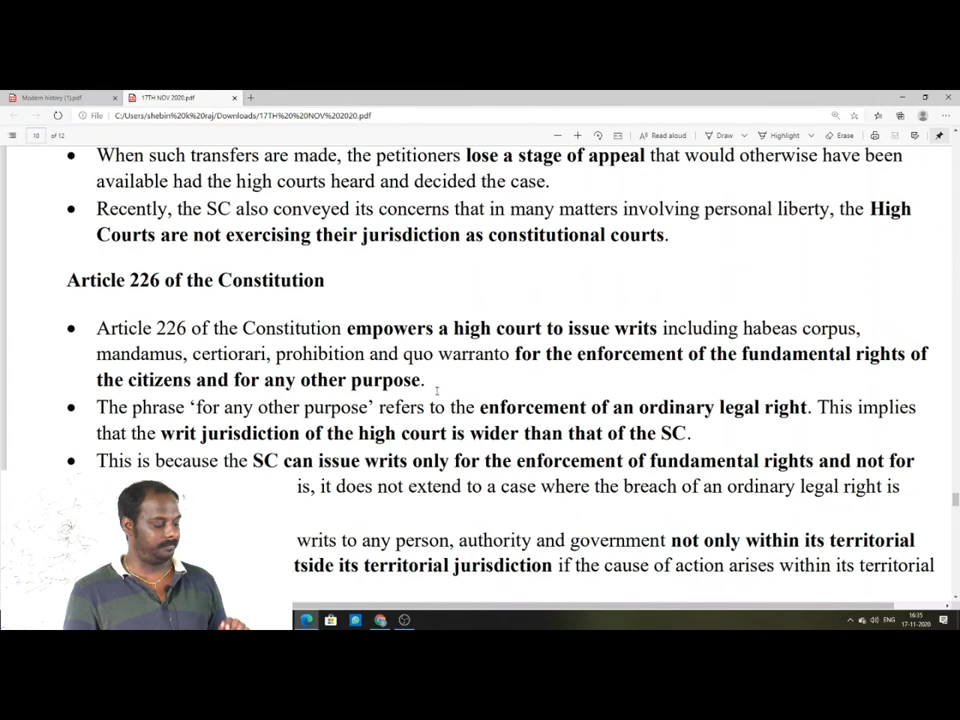 Modern history (1).pdf
17TH NOV 2020.pdf
File
C:/Users/shebin%20k%20raj/Downloads/17TH%20%20NOV%202020.pdf
10 of 12
Read aloud
Draw
Highlight
Erase
• When such transfers are made, the petitioners lose a stage of appeal that would otherwise have been
available had the high courts heard and decided the case.
• Recently, the SC also conveyed its concerns that in many matters involving personal liberty, the High
Courts are not exercising their jurisdiction as constitutional courts.
Article 226 of the Constitution
• Article 226 of the Constitution empowers a high court to issue writs including habeas corpus,
mandamus, certiorari, prohibition and quo warranto for the enforcement of the fundamental rights of
the citizens and for any other purpose.
• The phrase ‘for any other purpose’ refers to the enforcement of an ordinary legal right. This implies
that the writ jurisdiction of the high court is wider than that of the SC.
• This is because the SC can issue writs only for the enforcement of fundamental rights and not for
is, it does not extend to a case where the breach of an ordinary legal right is
writs to any person, authority and government not only within its territorial
tside its territorial jurisdiction if the cause of action arises within its territorial
ENG
16:35
17-11-2020